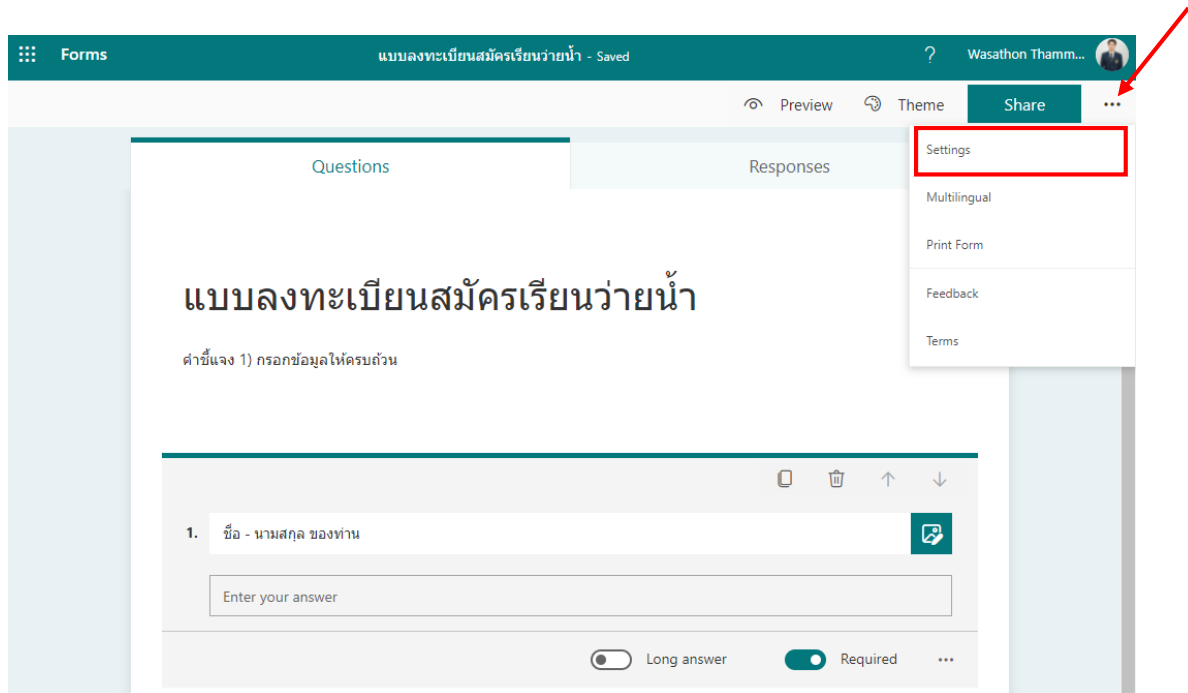 Forms
แบบลงทะเบียนสมัครเรียนว่ายน้ำ - Saved
?
Wasathon Thamm...
Preview
Theme
Share
...
Questions
Responses
Settings
Multilingual
Print Form
Feedback
Terms
แบบลงทะเบียนสมัครเรียนว่ายน้ำ
คำชี้แจง 1) กรอกข้อมูลให้ครบถ้วน
1. ชื่อ - นามสกุล ของท่าน
Enter your answer
Long answer
Required
...